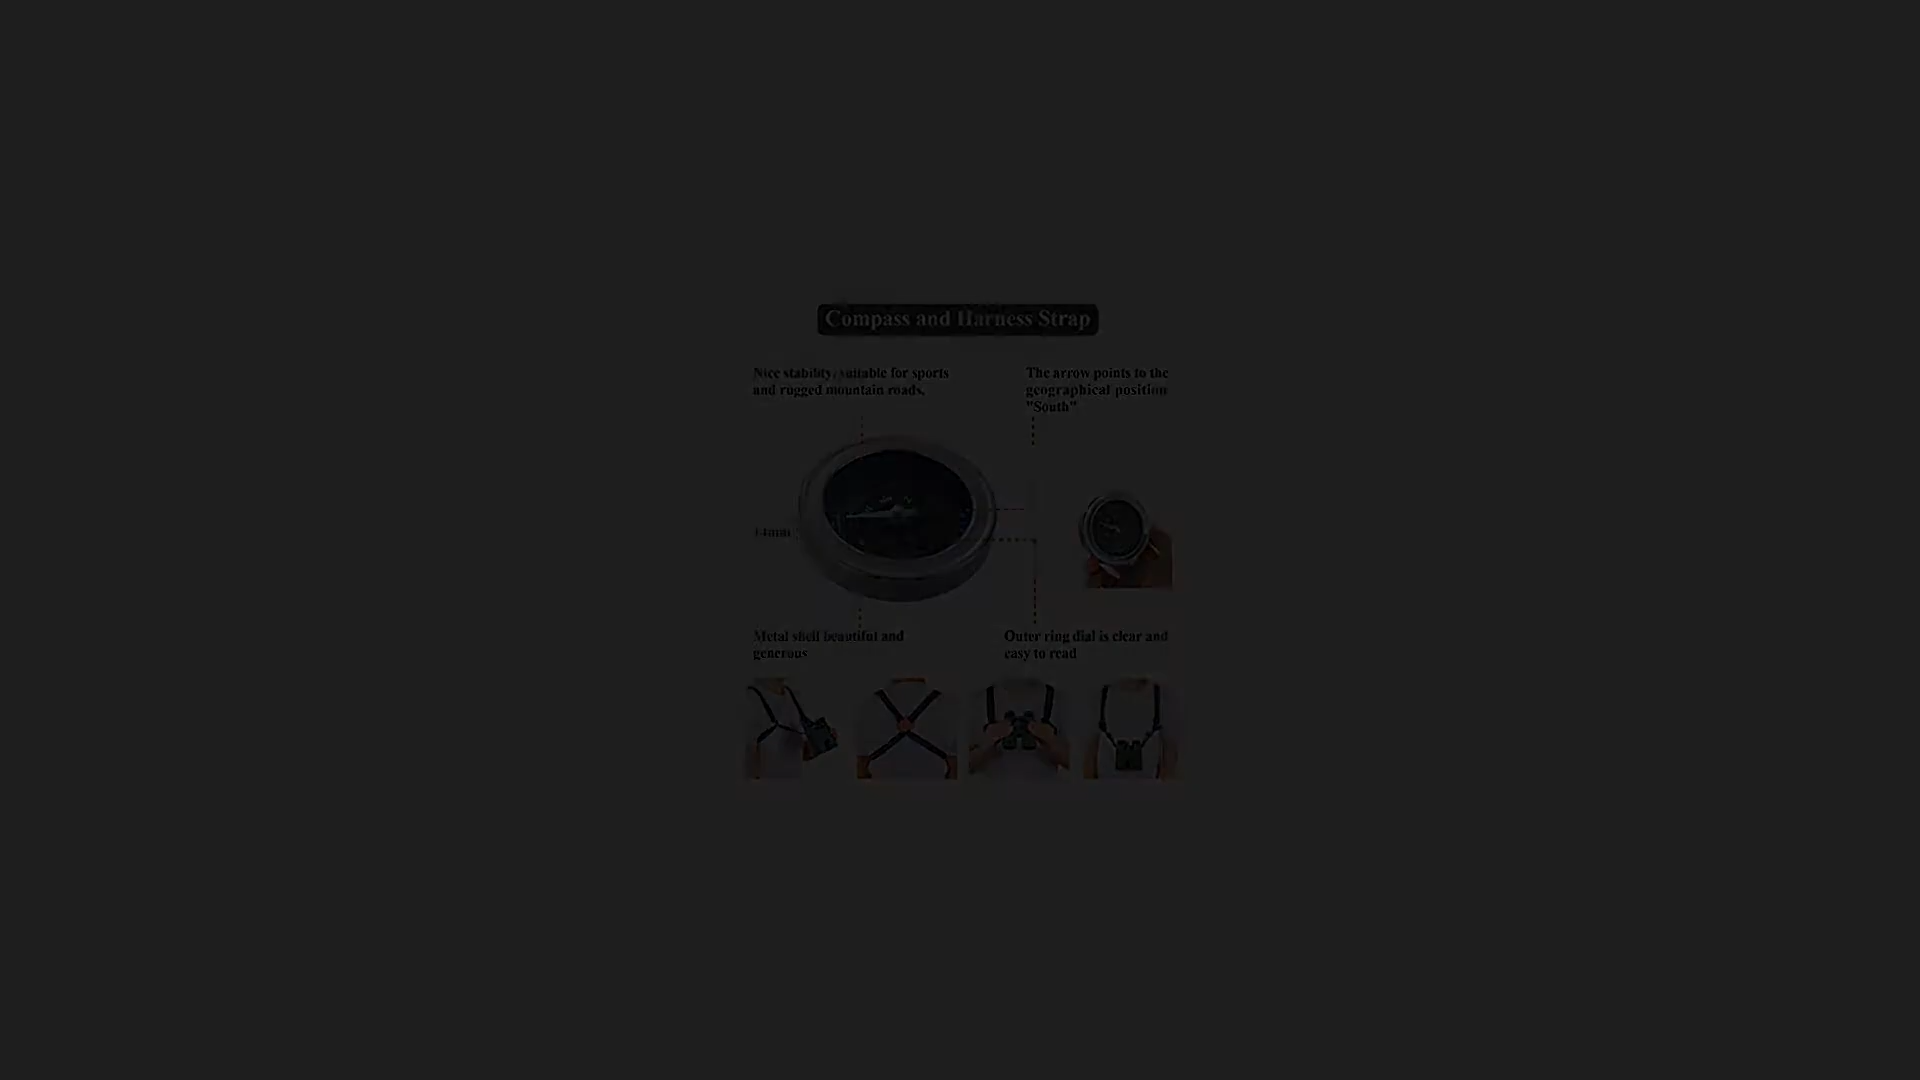 Compass and Harness Strap
Nice stability, suitable for sports
and rugged mountain roads.
The arrow points to the
geographical position
"South"
Metal shell beautiful and
generous
Outer ring dial is clear and
easy to read